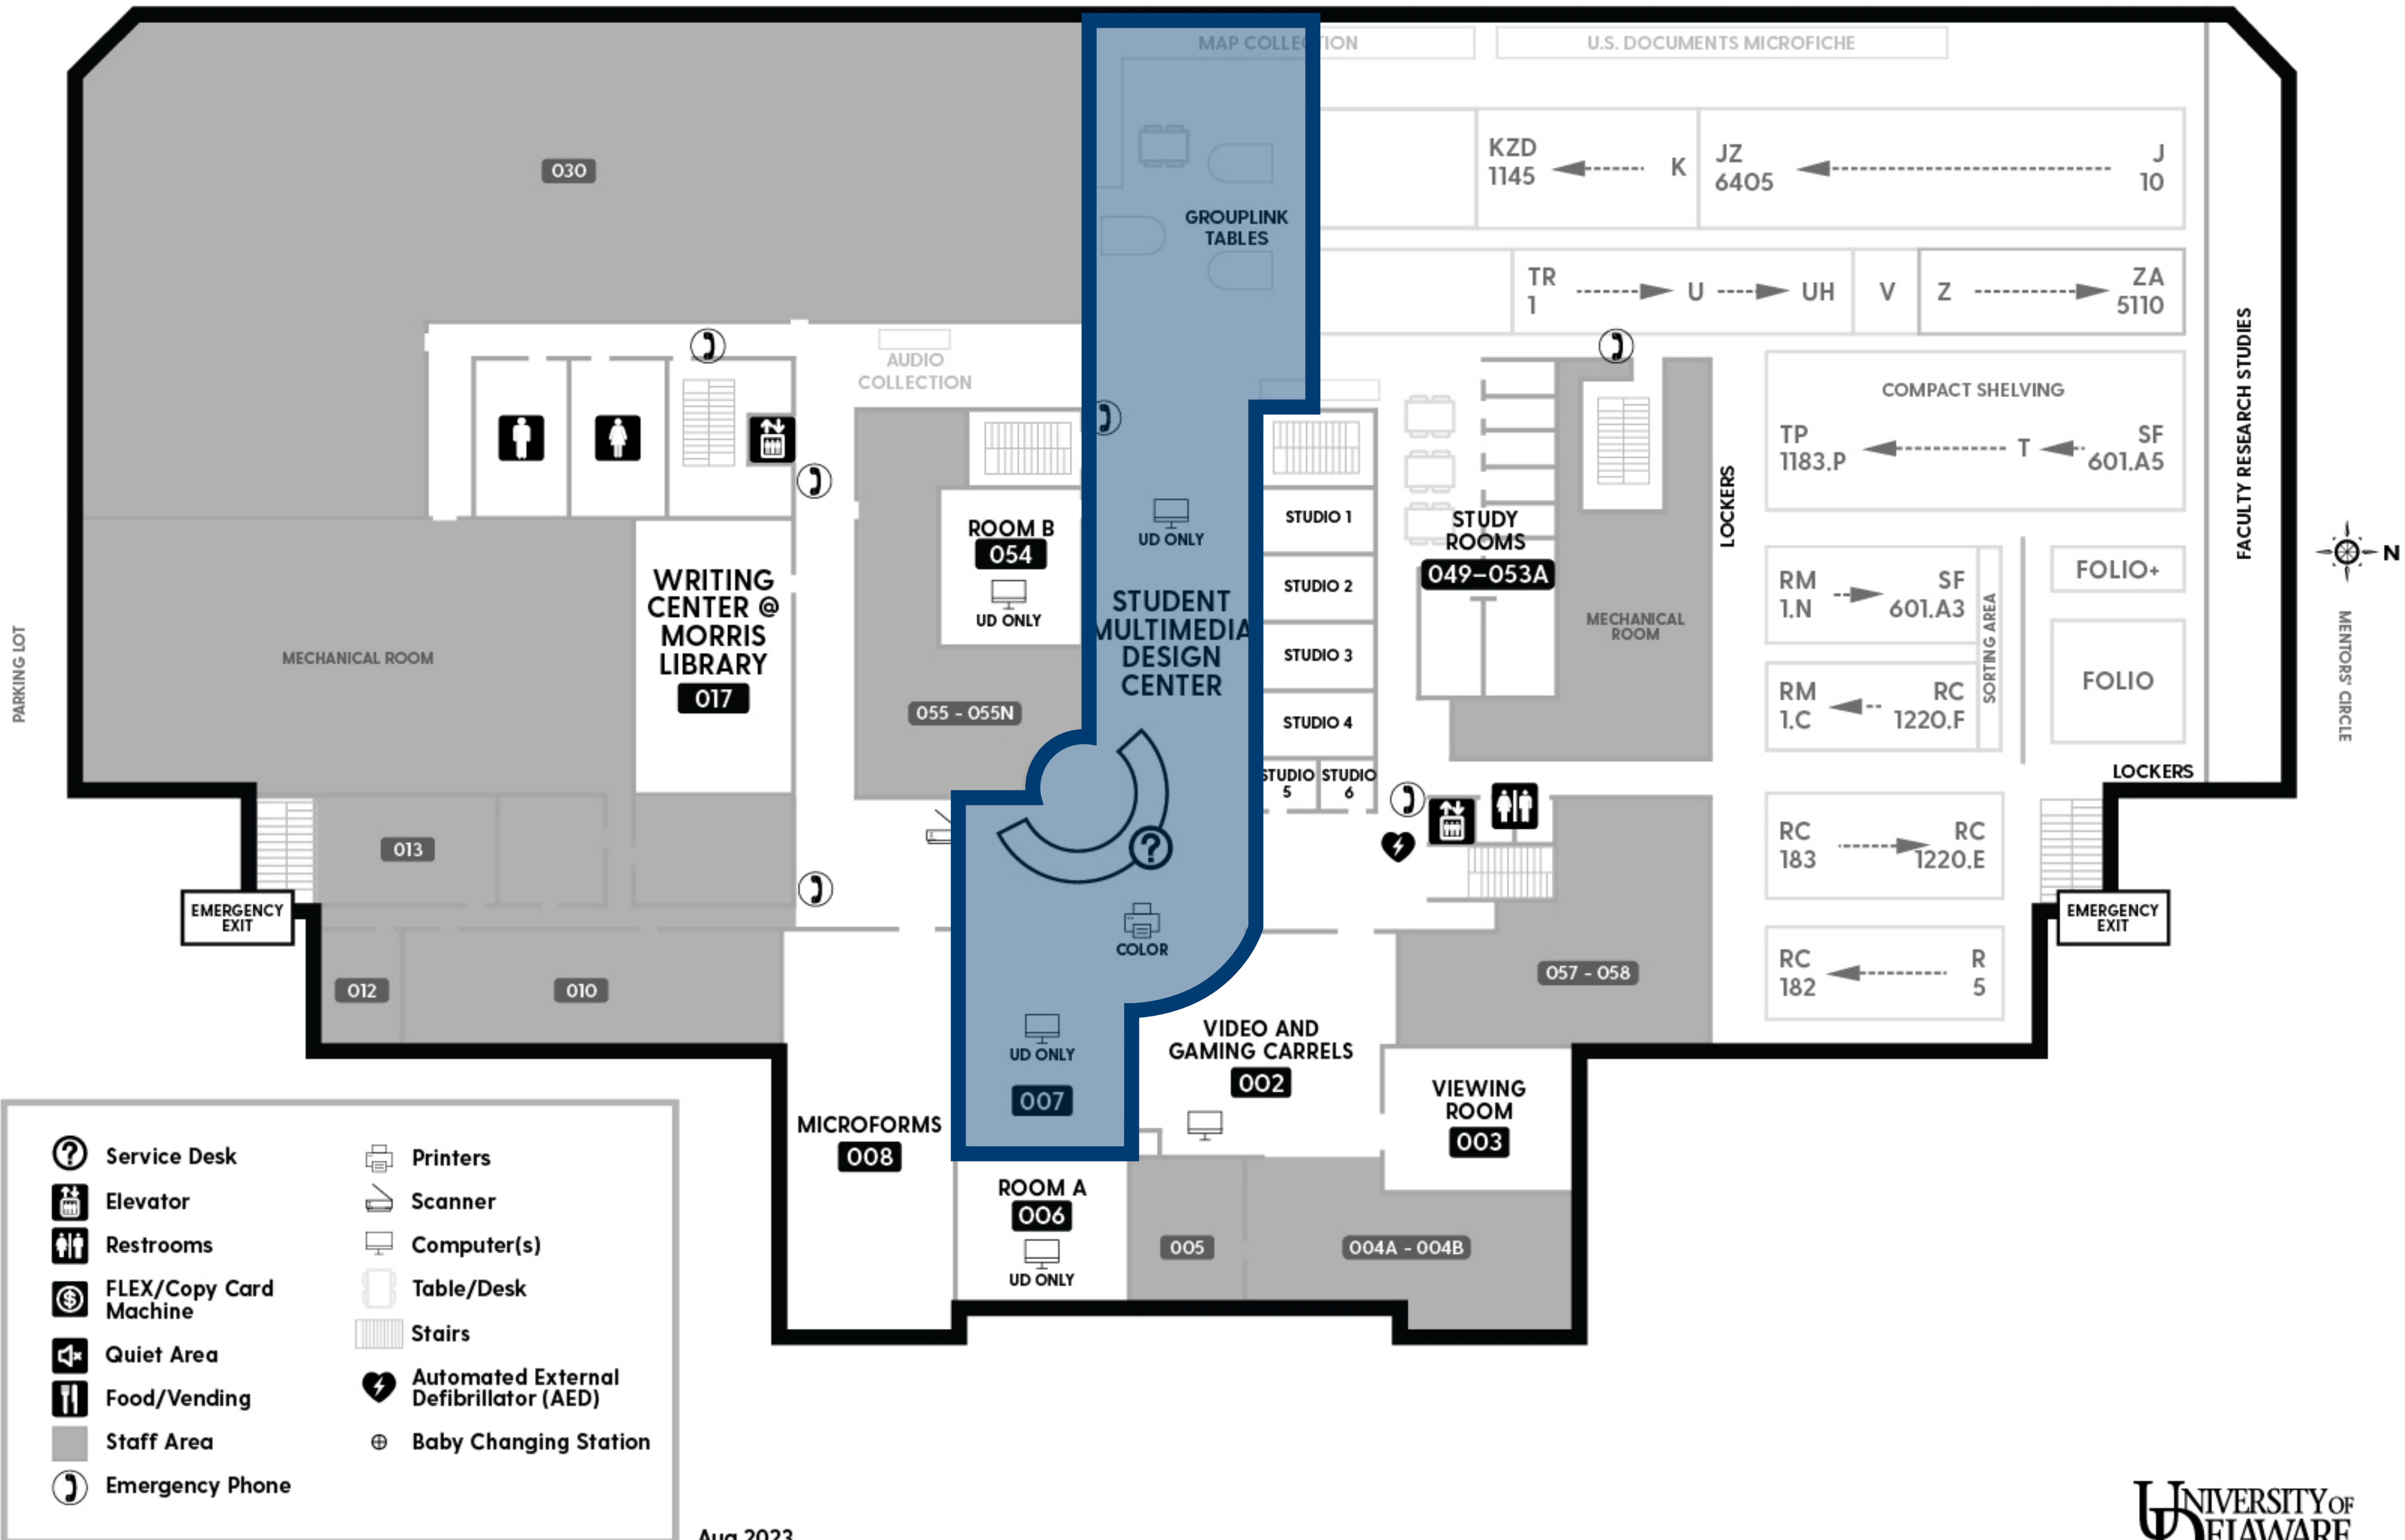 MAP COLLECTION
U.S. DOCUMENTS MICROFICHE
030
KZD
1145
K
JZ
6405
J
10
GROUPLINK
TABLES
TR
1
U
UH
V
Z
ZA
5110
AUDIO
COLLECTION
COMPACT SHELVING
TP
1183.P
T
SF
601.A5
FACULTY RESEARCH STUDIES
LOCKERS
ROOM B
054
UD ONLY
UD ONLY
STUDIO 1
STUDIO 2
STUDIO 3
STUDIO 4
STUDIO
5
STUDIO
6
STUDY
ROOMS
049-053A
MECHANICAL
ROOM
WRITING
CENTER @
MORRIS
LIBRARY
017
STUDENT
MULTIMEDIA
DESIGN
CENTER
MECHANICAL ROOM
PARKING LOT
055 - 055N
RM
1.N
SF
601.A3
RM
1.C
RC
1220.F
SORTING AREA
FOLIO+
FOLIO
N
MENTORS' CIRCLE
LOCKERS
013
RC
183
RC
1220.E
EMERGENCY
EXIT
EMERGENCY
EXIT
?
COLOR
012
010
057 - 058
RC
182
R
5
UD ONLY
007
VIDEO AND
GAMING CARRELS
002
VIEWING
ROOM
003
MICROFORMS
008
ROOM A
006
UD ONLY
005
004A - 004B
? Service Desk
Elevator
Restrooms
$ FLEX/Copy Card
Machine
Quiet Area
Food/Vending
Staff Area
Emergency Phone
Printers
Scanner
Computer(s)
Table/Desk
Stairs
Automated External
Defibrillator (AED)
Baby Changing Station
Aug 2023
UNIVERSITY OF
DELAWARE